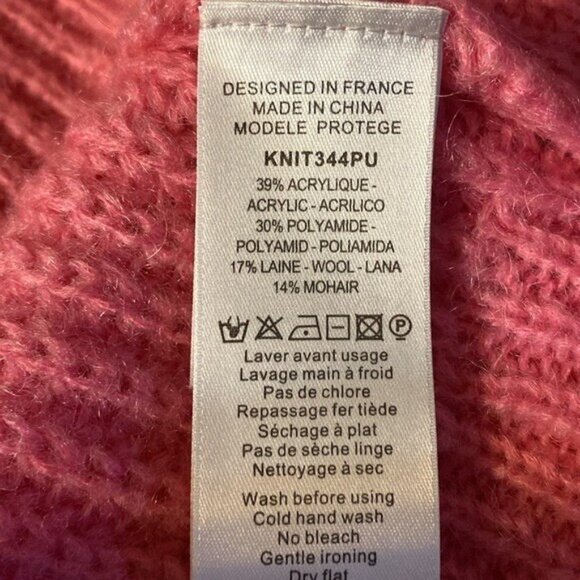 DESIGNED IN FRANCE
MADE IN CHINA
MODELE PROTEGE
KNIT344PU
39% ACRYLIQUE -
ACRYLIC - ACRILICO
30% POLYAMIDE -
POLYAMID - POLIAMIDA
17% LAINE - WOOL - LANA
14% MOHAIR
P
Laver avant usage
Lavage main à froid
Pas de chlore
Repassage fer tiède
Séchage à plat
Pas de sèche linge
Nettoyage à sec
Wash before using
Cold hand wash
No bleach
Gentle ironing
Dry flat